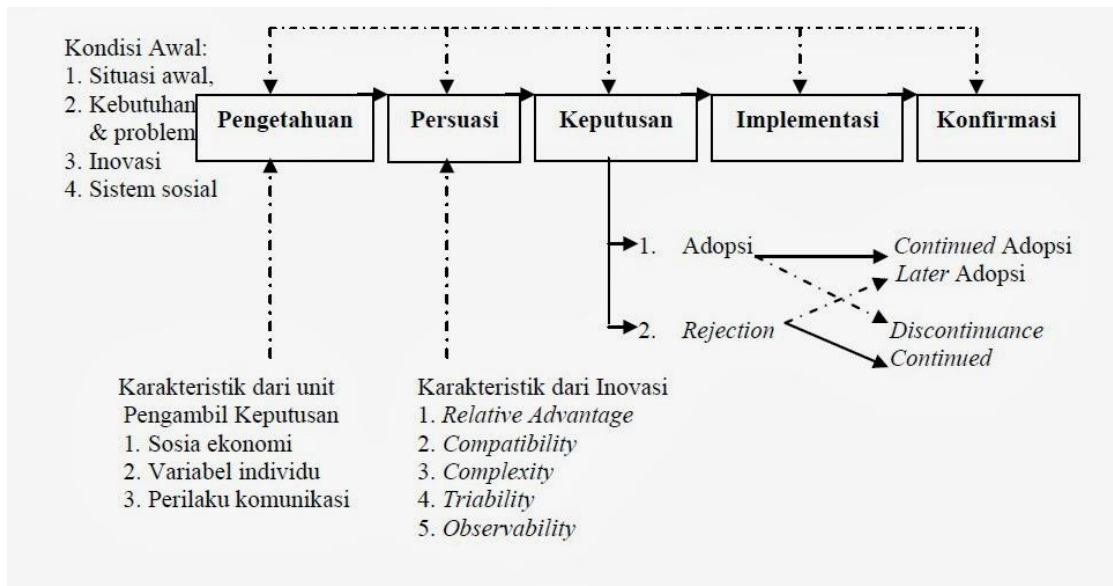 Kondisi Awal:
1. Situasi awal,
2. Kebutuhan
& problem
3. Inovasi
4. Sistem sosial
Pengetahuan
Persuasi
Keputusan
Implementasi
Konfirmasi
1. Adopsi
Continued Adopsi
Later Adopsi
2. Rejection
Discontinuance
Continued
Karakteristik dari unit
Pengambil Keputusan
1. Sosia ekonomi
2. Variabel individu
3. Perilaku komunikasi
Karakteristik dari Inovasi
1. Relative Advantage
2. Compatibility
3. Complexity
4. Triability
5. Observability